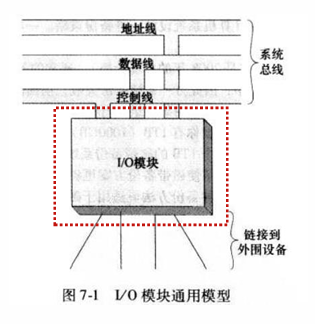 地址线
数据线
控制线
系统
总线
I/O模块
链接到
外围设备
图 7-1 I/O 模块通用模型